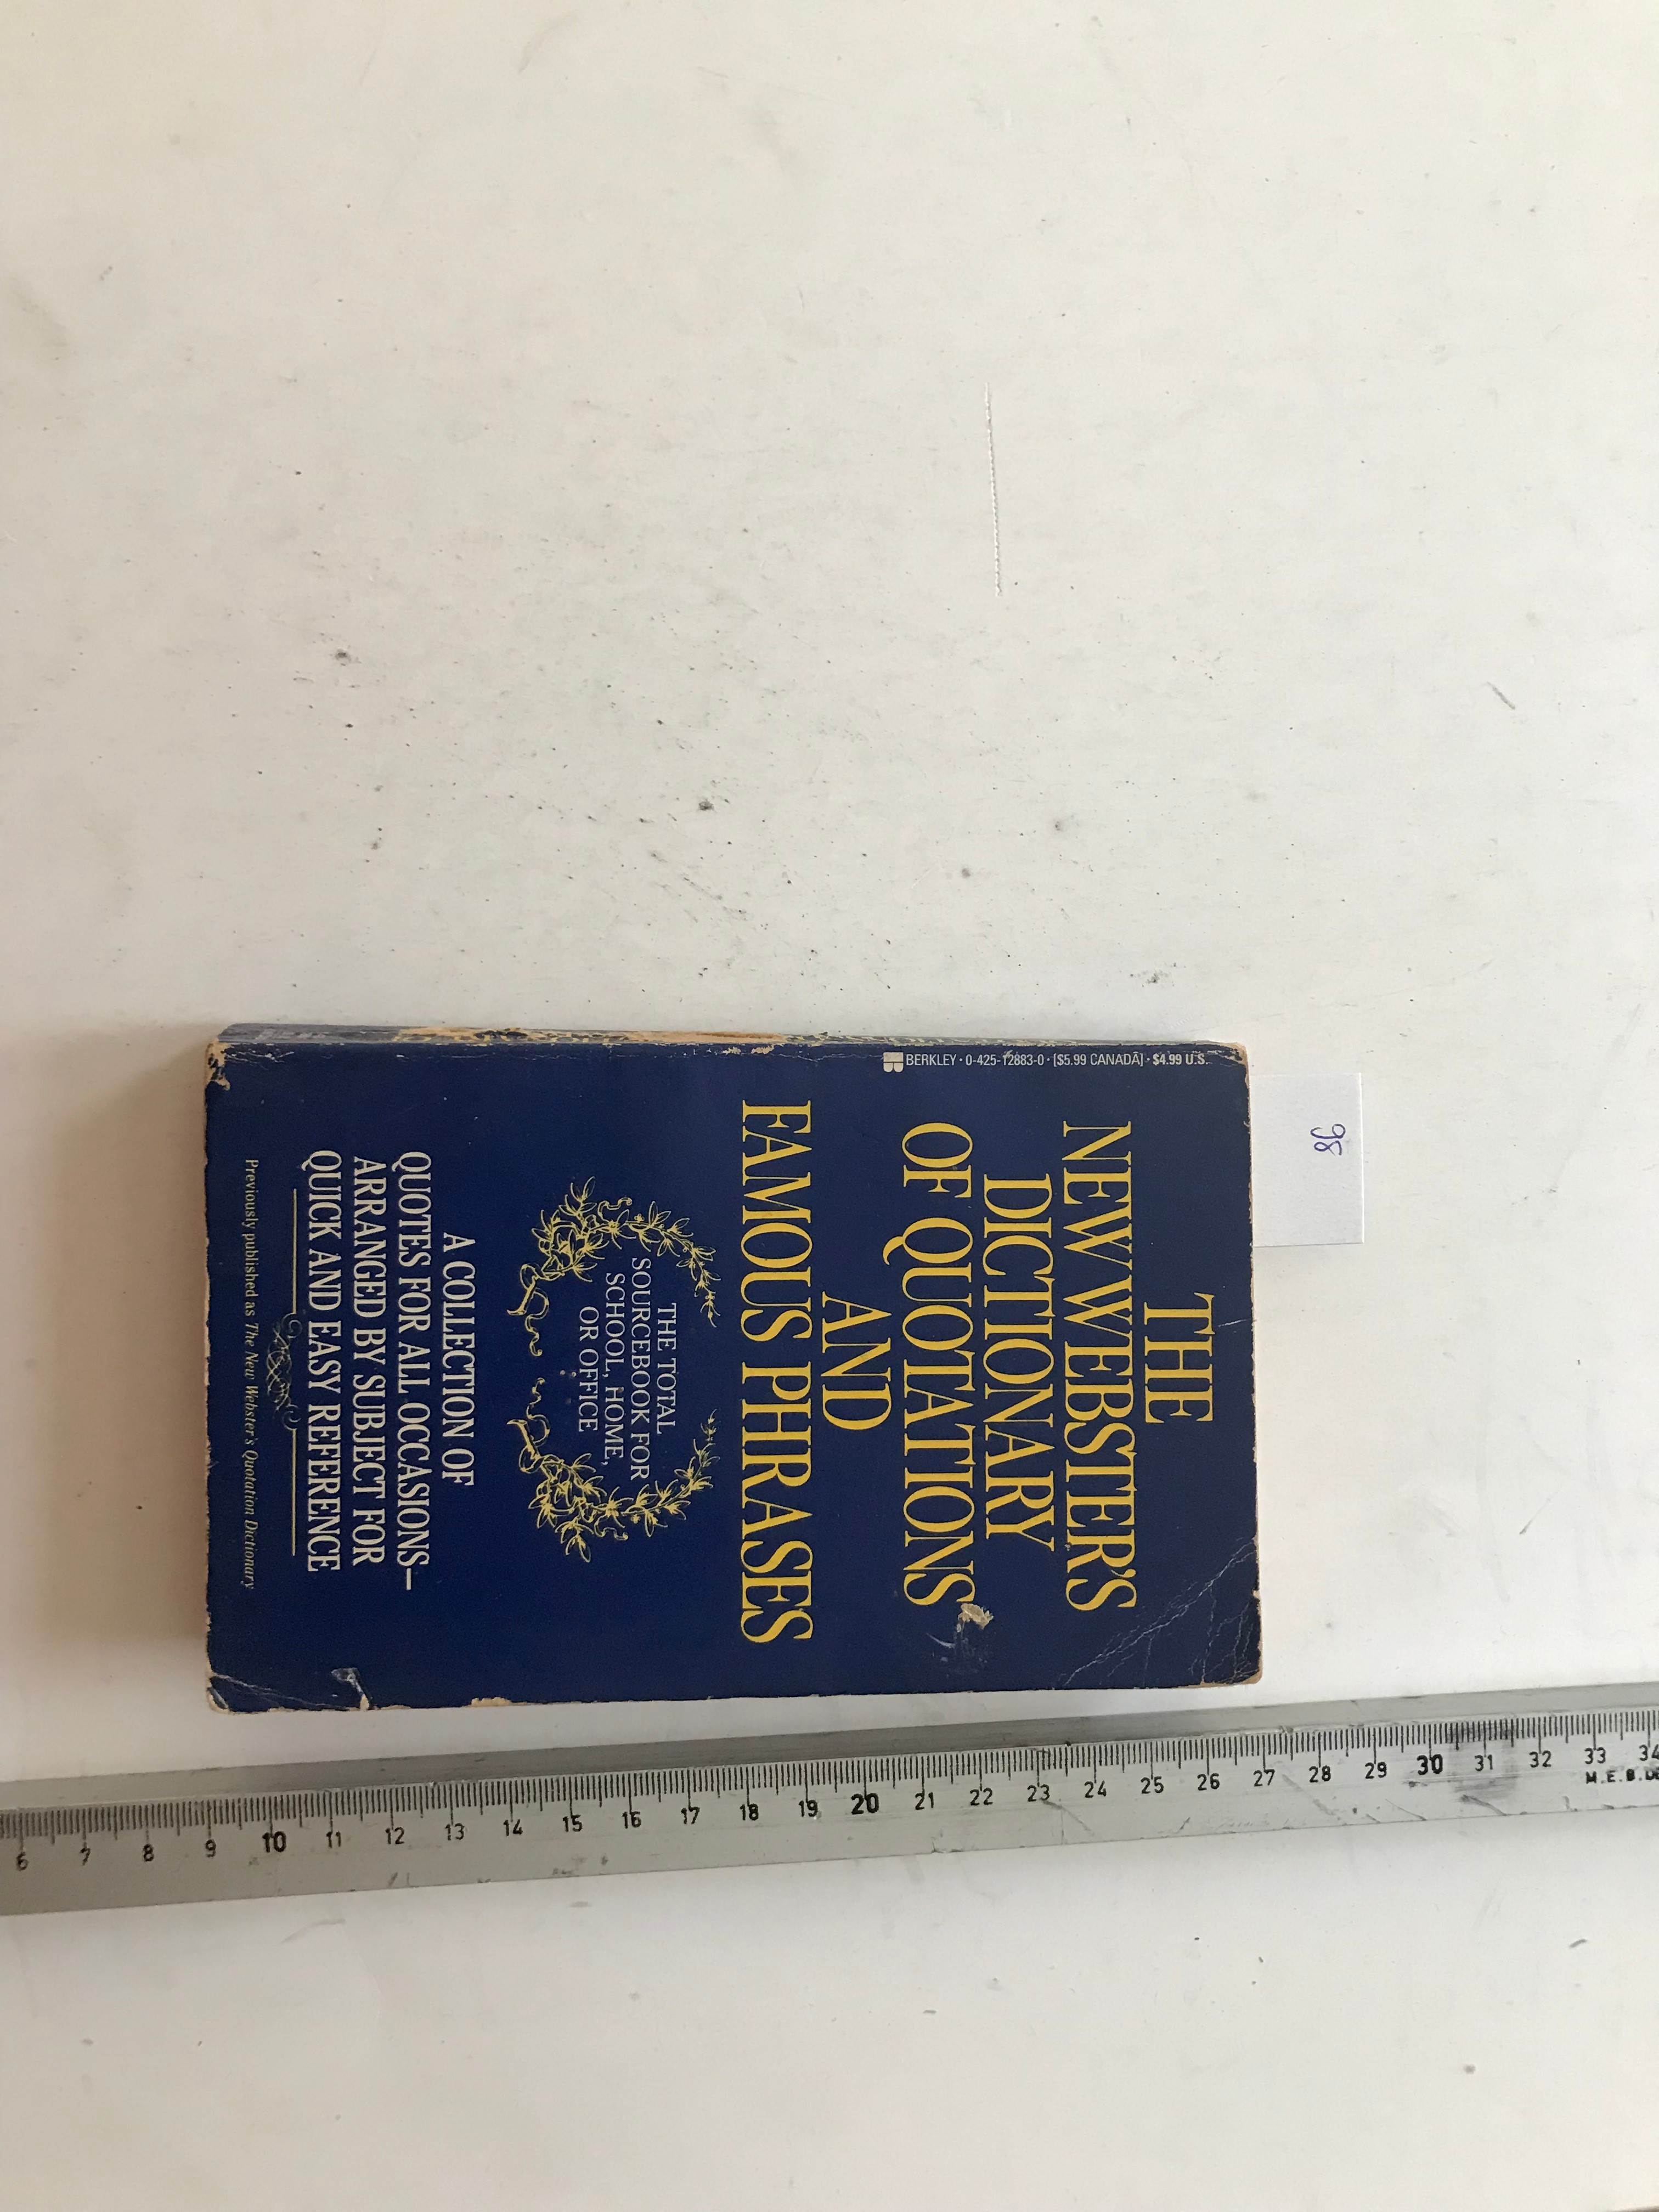 98
BERKLEY · 0-425-12883-0 · [$5.99 CANADA] · $4.99 U.S.
THE
NEW WEBSTER'S
DICTIONARY
OF QUOTATIONS
AND
FAMOUS PHRASES
THE TOTAL
SOURCEBOOK FOR
SCHOOL, HOME,
OR OFFICE
A COLLECTION OF
QUOTES FOR ALL OCCASIONS—
ARRANGED BY SUBJECT FOR
QUICK AND EASY REFERENCE
Previously published as The New Webster's Quotation Dictionary
6 7 8 9 10 11 12 13 14 15 16 17 18 19 20 21 22 23 24 25 26 27 28 29 30 31 32 33 34